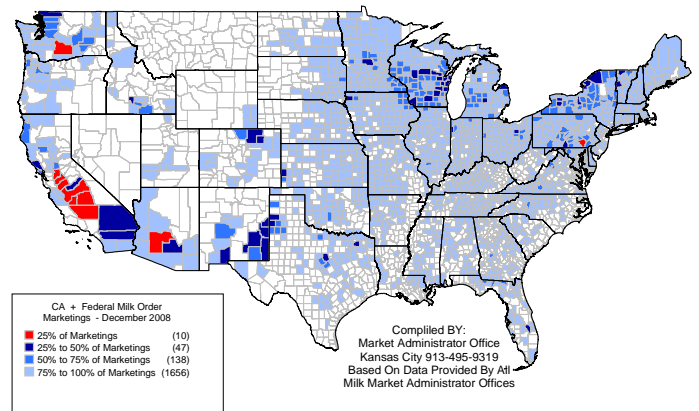 CA + Federal Milk Order
Marketings - December 2008
25% of Marketings (10)
25% to 50% of Marketings (47)
50% to 75% of Marketings (138)
75% to 100% of Marketings (1656)
Compliled BY:
Market Administrator Office
Kansas City 913-495-9319
Based On Data Provided By Afl
Milk Market Administrator Offices